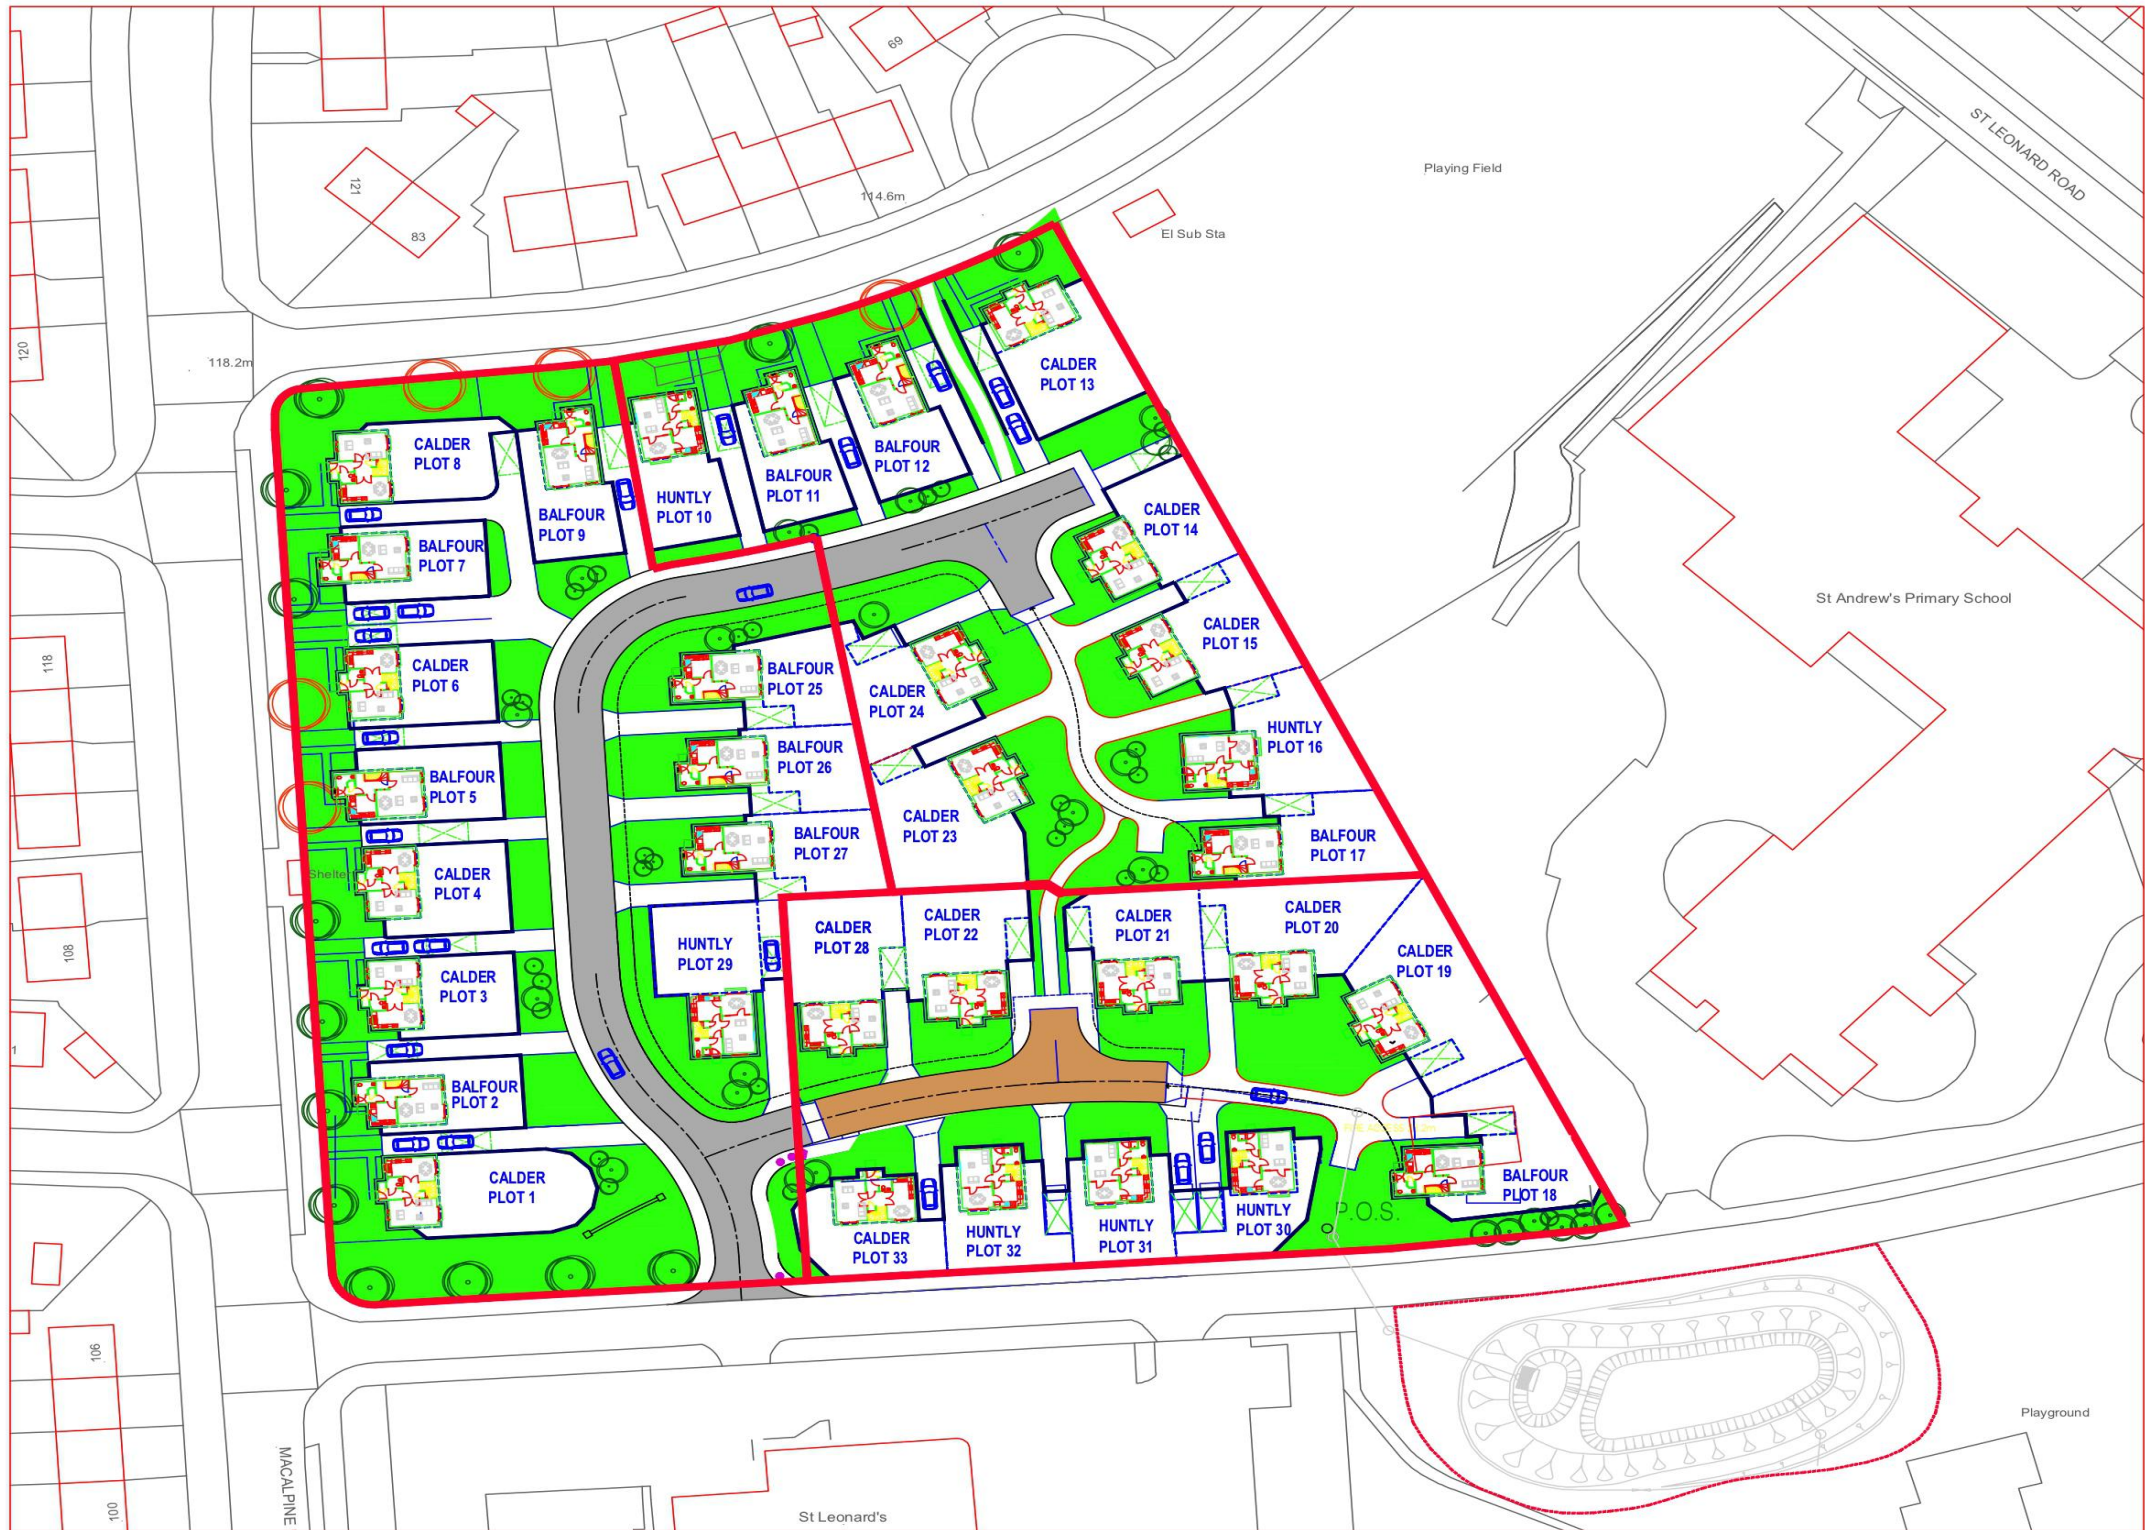 69
121
83
114.6m
Playing Field
ST LEONARD ROAD
El Sub Sta
120
118.2m
CALDER
PLOT 13
CALDER
PLOT 8
BALFOUR
PLOT 12
BALFOUR
PLOT 11
HUNTLY
PLOT 10
BALFOUR
PLOT 9
CALDER
PLOT 14
BALFOUR
PLOT 7
St Andrew's Primary School
CALDER
PLOT 15
118
CALDER
PLOT 6
BALFOUR
PLOT 25
CALDER
PLOT 24
HUNTLY
PLOT 16
BALFOUR
PLOT 26
BALFOUR
PLOT 5
CALDER
PLOT 23
BALFOUR
PLOT 27
BALFOUR
PLOT 17
Shelte
CALDER
PLOT 4
108
CALDER
PLOT 28
CALDER
PLOT 22
CALDER
PLOT 21
CALDER
PLOT 20
HUNTLY
PLOT 29
CALDER
PLOT 19
CALDER
PLOT 3
1
BALFOUR
PLOT 2
CALDER
PLOT 1
BALFOUR
PLOT 18
P.O.S.
CALDER
PLOT 33
HUNTLY
PLOT 32
HUNTLY
PLOT 31
HUNTLY
PLOT 30
106
Playground
MACALPINE
100
St Leonard's